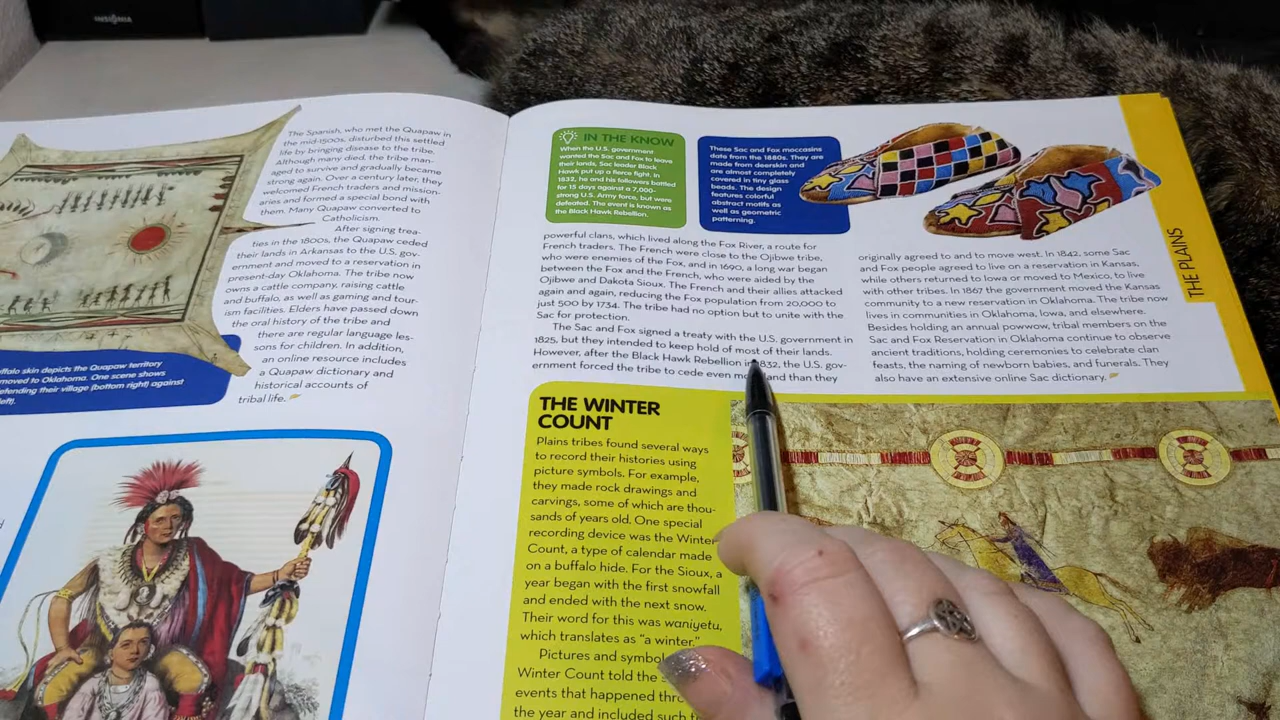 INSIGNIA
The Spanish, who met the Quapaw in
the mid-1500s, disturbed this settled
life by bringing disease to the tribe.
Although many died, the tribe man-
aged to survive and gradually became
strong again. Over a century later, they
welcomed French traders and mission-
aries and formed a special bond with
them. Many Quapaw converted to
Catholicism.
After signing trea-
ties in the 1800s, the Quapaw ceded
their lands in Arkansas to the U.S. gov-
ernment and moved to a reservation in
present-day Oklahoma. The tribe now
owns a cattle company, raising cattle
and buffalo, as well as gaming and tour-
ism facilities. Elders have passed down
the oral history of the tribe and
there are regular language les-
sons for children. In addition,
an online resource includes
a Quapaw dictionary and
historical accounts of
tribal life.
skin depicts the Quapaw territory
moved to Oklahoma. One scene shows
their village (bottom right) against
IN THE KNOW
When the U.S. government
wanted the Sac and Fox to leave
their lands, Sac leader Black
Hawk put up a fierce fight. In
1832, he and his followers battled
for 15 days against a 7,000-
strong U.S. Army force, but were
defeated. The event is known as
the Black Hawk Rebellion.
These Sac and Fox moccasins
date from the 1880s. They are
made from deerskin and
are almost completely
covered in tiny glass
beads. The design
features colorful
abstract motifs as
well as geometric
patterning.
powerful clans, which lived along the Fox River, a route for
French traders. The French were close to the Ojibwe tribe,
who were enemies of the Fox, and in 1690, a long war began
between the Fox and the French, who were aided by the
Ojibwe and Dakota Sioux. The French and their allies attacked
again and again, reducing the Fox population from 20,000 to
just 500 by 1734. The tribe had no option but to unite with the
Sac for protection.
The Sac and Fox signed a treaty with the U.S. government in
1825, but they intended to keep hold of most of their lands.
However, after the Black Hawk Rebellion in 1832, the U.S. gov-
ernment forced the tribe to cede even more land than they
originally agreed to and to move west. In 1842, some Sac
and Fox people agreed to live on a reservation in Kansas,
while others returned to Iowa or moved to Mexico, to live
with other tribes. In 1867 the government moved the Kansas
community to a new reservation in Oklahoma. The tribe now
lives in communities in Oklahoma, Iowa, and elsewhere.
Besides holding an annual powwow, tribal members on the
Sac and Fox Reservation in Oklahoma continue to observe
ancient traditions, holding ceremonies to celebrate clan
feasts, the naming of newborn babies, and funerals. They
also have an extensive online Sac dictionary.
THE PLAINS
THE WINTER
COUNT
Plains tribes found several ways
to record their histories using
picture symbols. For example,
they made rock drawings and
carvings, some of which are thou-
sands of years old. One special
recording device was the Winter
Count, a type of calendar made
on a buffalo hide. For the Sioux, a
year began with the first snowfall
and ended with the next snow.
Their word for this was waniyetu,
which translates as "a winter."
Pictures and symbols
Winter Count told the
events that happened
the year and included such